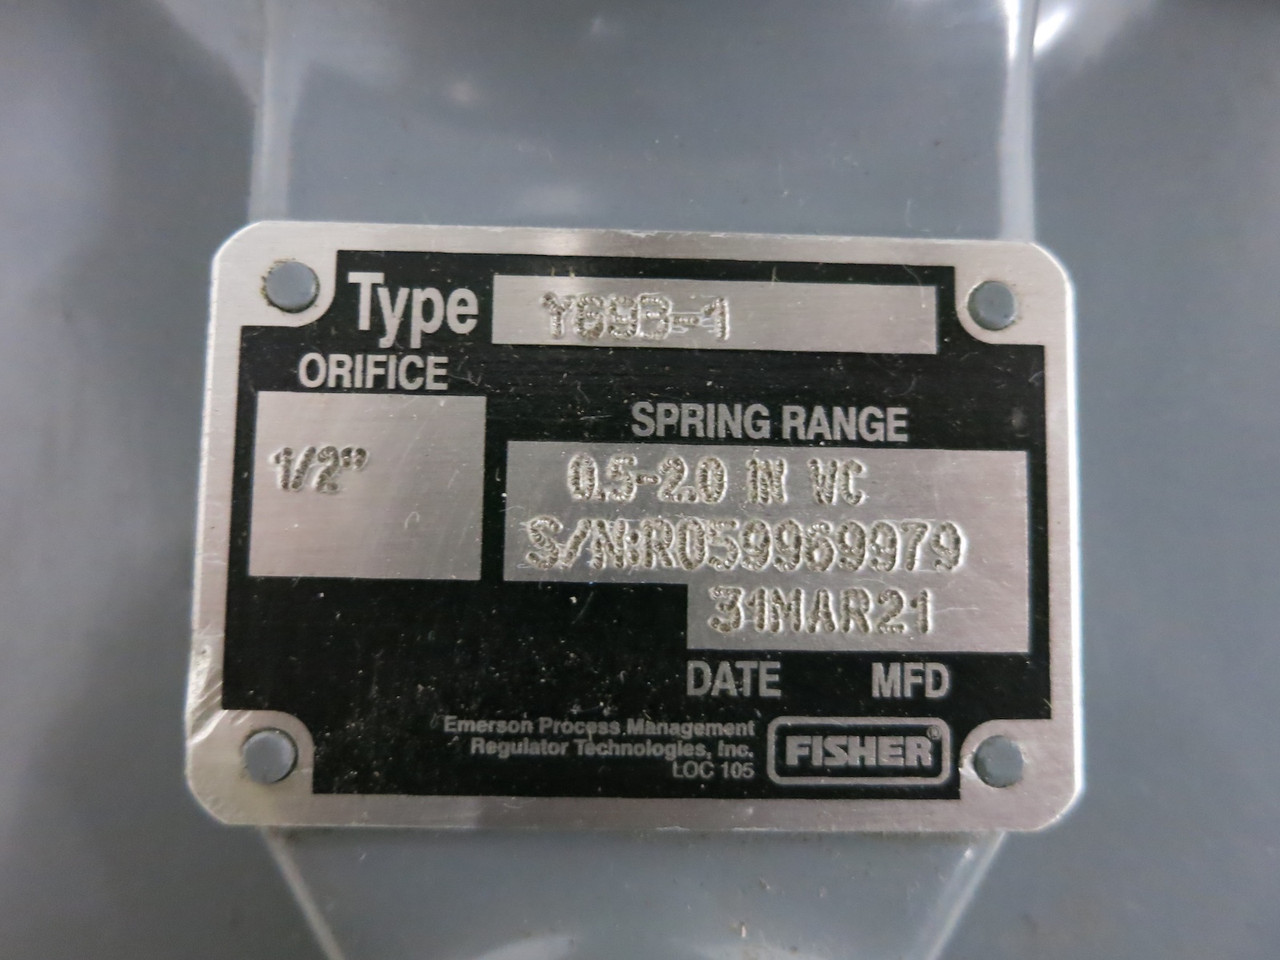 Type Y69B-1
ORIFICE
1/2"
SPRING RANGE
0.5-2.0 IN WC
S/N:R059969979
31MAR21
DATE MFD
Emerson Process Management
Regulator Technologies, Inc.
LOC 105
FISHER®